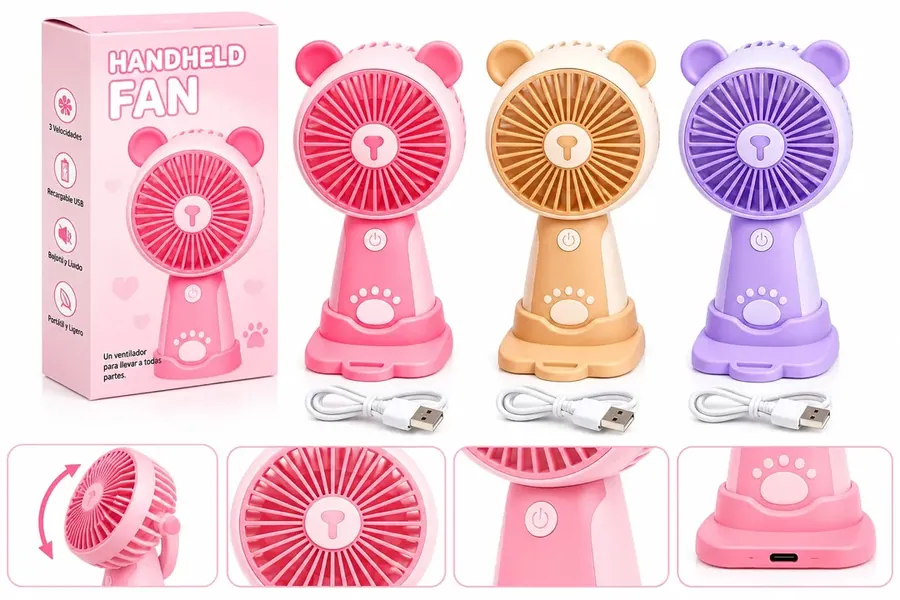 HANDHELD
FAN
3 Velocidades
Recargable USB
Portátil y Ligero
Un ventilador
para llevar a todas
partes.